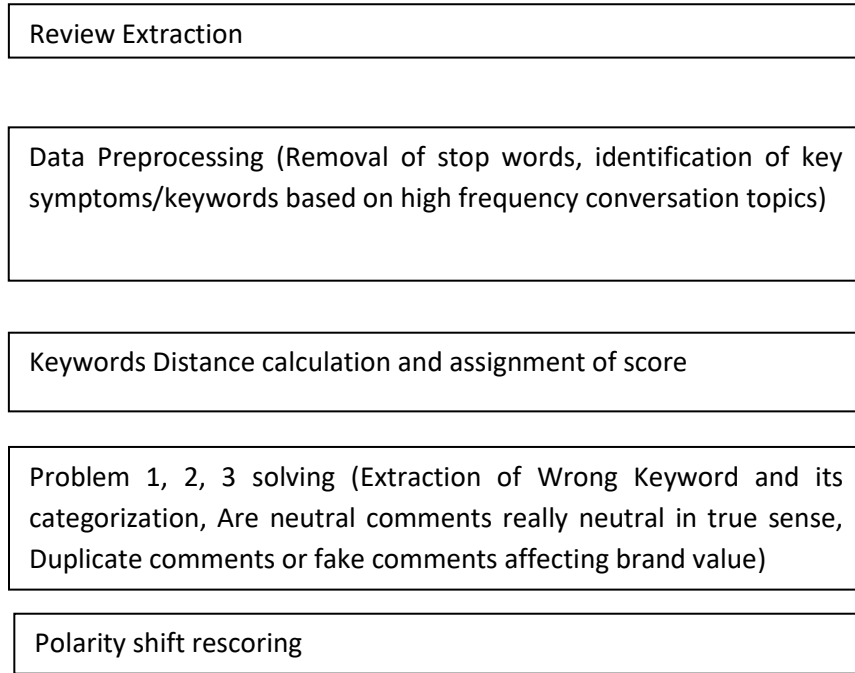 Review Extraction
Data Preprocessing (Removal of stop words, identification of key
symptoms/keywords based on high frequency conversation topics)
Keywords Distance calculation and assignment of score
Problem 1, 2, 3 solving (Extraction of Wrong Keyword and its
categorization, Are neutral comments really neutral in true sense,
Duplicate comments or fake comments affecting brand value)
Polarity shift rescoring